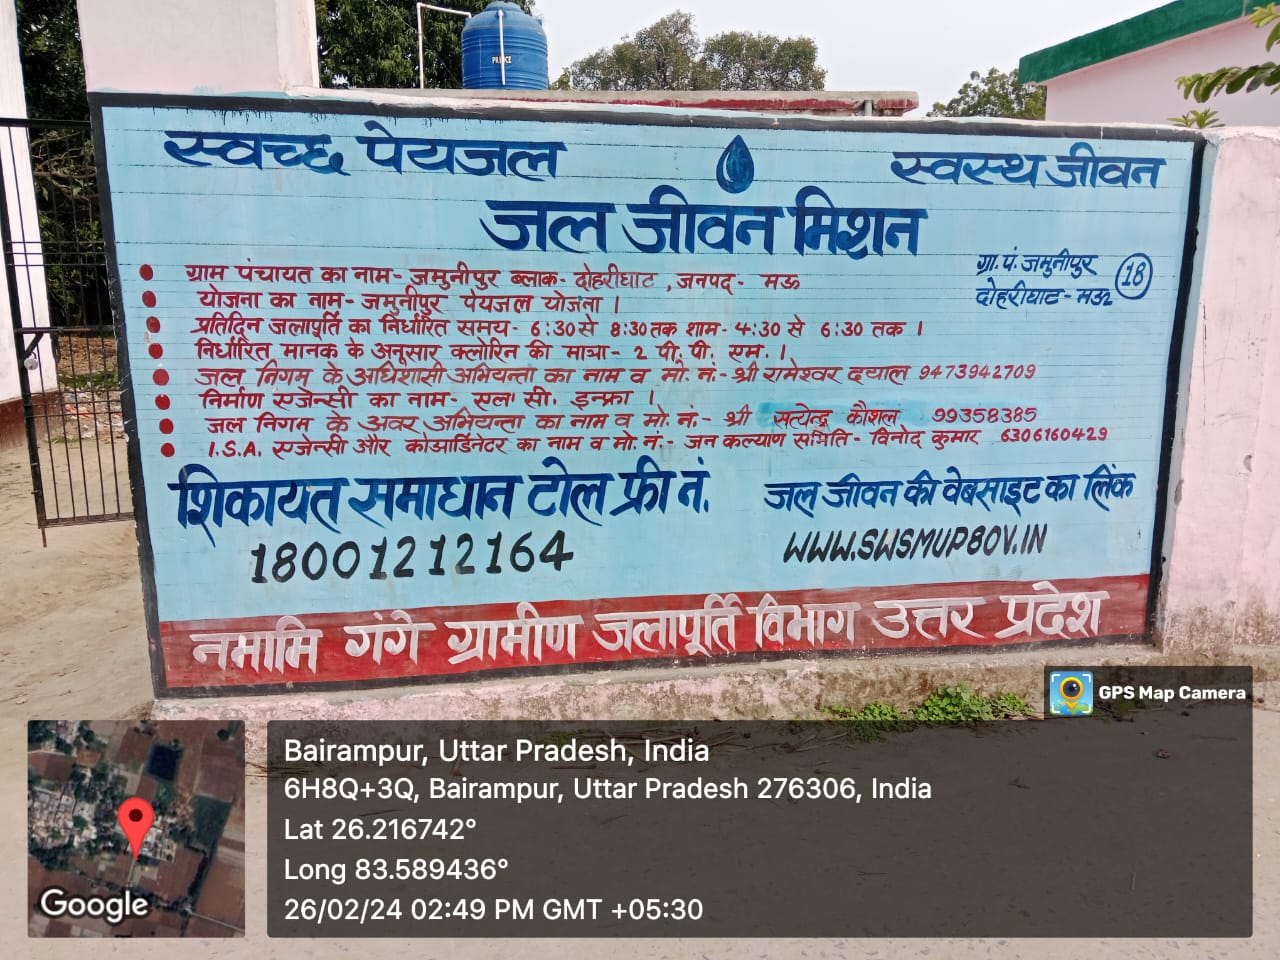 PRINCE
स्वच्छ पेयजल स्वस्थ जीवन
जल जीवन मिशन
ग्राम पंचायत का नाम- जमुनीपुर ब्लाक- दोहरीघाट, जनपद- मऊ
ग्रा. पं. जमुनीपुर
दोहरीघाट- मऊ
18
योजना का नाम- जमुनीपुर पेयजल योजना।
प्रतिदिन जलापूर्ति का निर्धारित समय- 6:30 से 8:30 तक शाम- 4:30 से 6:30 तक।
निर्धारित मानक के अनुसार क्लोरिन की मात्रा- 2 पी. पी. एम.।
जल निगम के अधिशासी अभियन्ता का नाम व मो. नं.- श्री रामेश्वर दयाल 9473942709
निर्माण एजेन्सी का नाम- एल. सी. इन्फ्रा।
जल निगम के अवर अभियन्ता का नाम व मो. नं.- श्री सत्येन्द्र कौशल 99358385
I.S.A. एजेन्सी और कोआर्डिनेटर का नाम व मो. नं.- जन कल्याण समिति- विनोद कुमार 6306160429
शिकायत समाधान टोल फ्री नं. जल जीवन की वेबसाइट का लिंक
18001212164 WWW.SWSMUP8OV.IN
नमामि गंगे ग्रामीण जलापूर्ति विभाग उत्तर प्रदेश
GPS Map Camera
Bairampur, Uttar Pradesh, India
6H8Q+3Q, Bairampur, Uttar Pradesh 276306, India
Lat 26.216742°
Long 83.589436°
26/02/24 02:49 PM GMT +05:30
Google